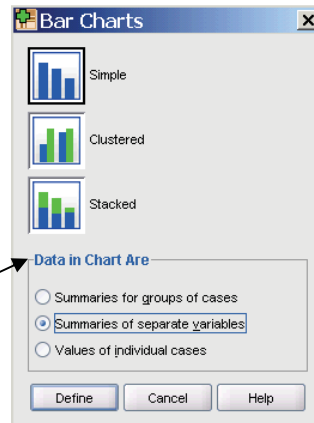 Bar Charts
Simple
Clustered
Stacked
Data in Chart Are
Summaries for groups of cases
Summaries of separate variables
Values of individual cases
Define Cancel Help